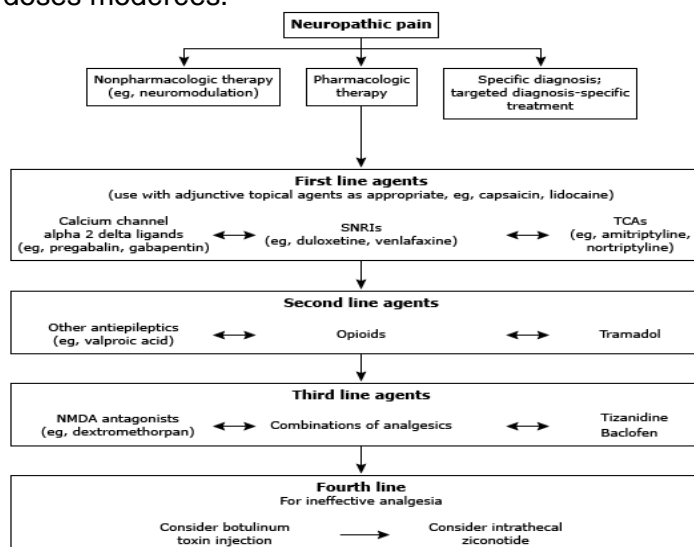 doses modérées.
Neuropathic pain
Nonpharmacologic therapy
(eg, neuromodulation)
Pharmacologic
therapy
Specific diagnosis;
targeted diagnosis-specific
treatment
First line agents
(use with adjunctive topical agents as appropriate, eg, capsaicin, lidocaine)
Calcium channel
alpha 2 delta ligands
(eg, pregabalin, gabapentin)
SNRIs
(eg, duloxetine, venlafaxine)
TCAs
(eg, amitriptyline,
nortriptyline)
Second line agents
Other antiepileptics
(eg, valproic acid)
Opioids
Tramadol
Third line agents
NMDA antagonists
(eg, dextromethorpan)
Combinations of analgesics
Tizanidine
Baclofen
Fourth line
For ineffective analgesia
Consider botulinum
toxin injection
Consider intrathecal
ziconotide